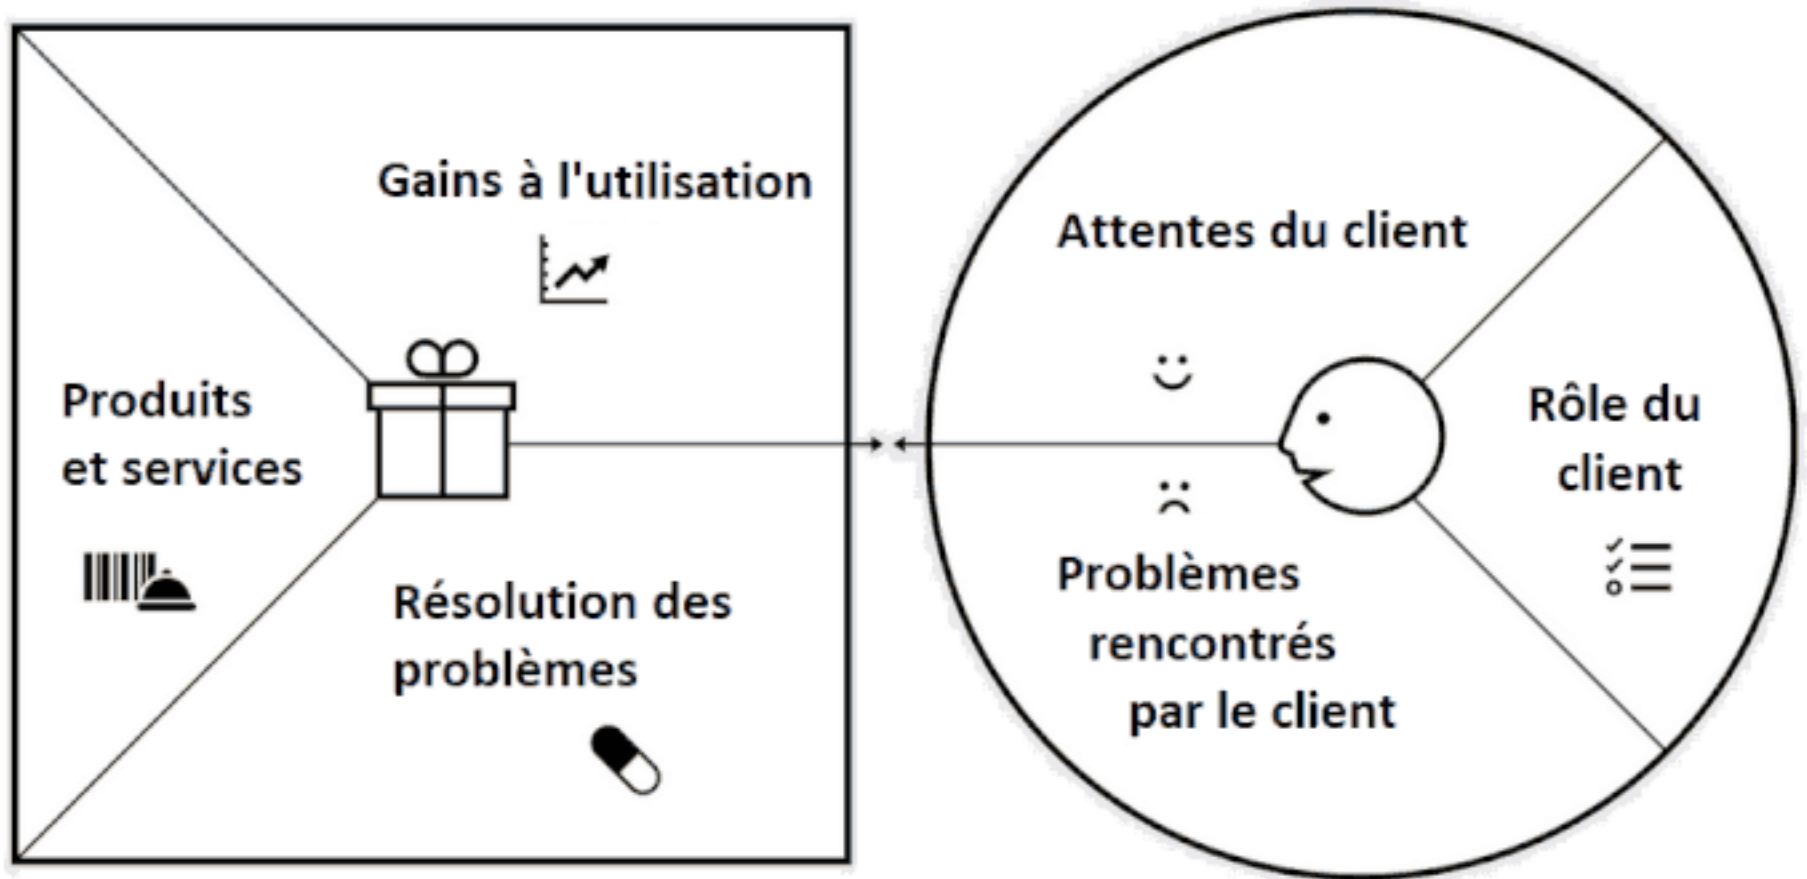 Gains à l'utilisation
Produits
et services
Résolution des
problèmes
Attentes du client
Rôle du
client
Problèmes
rencontrés
par le client